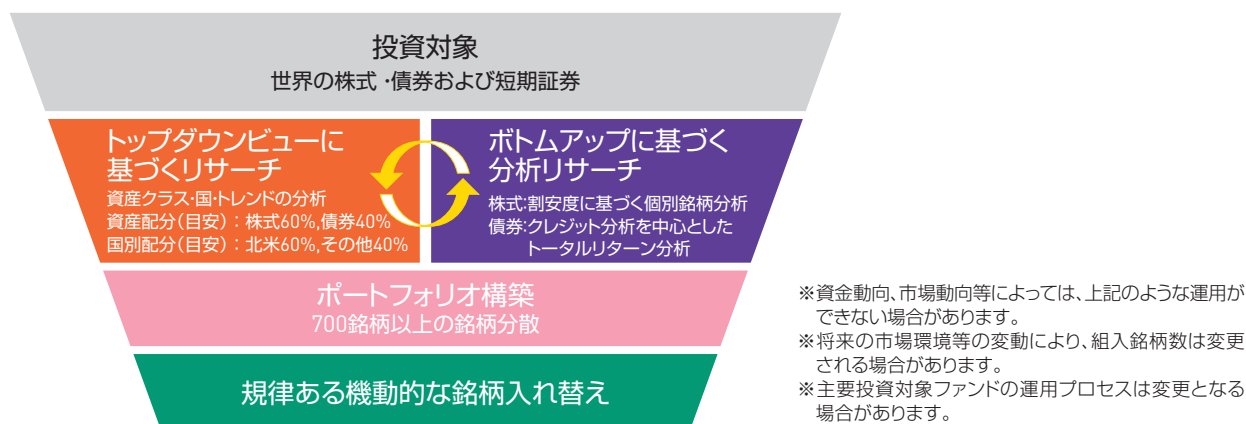 投資対象
世界の株式・債券および短期証券
トップダウンビューに
基づくリサーチ
資産クラス・国・トレンドの分析
資産配分(目安):株式60%,債券40%
国別配分(目安):北米60%,その他40%
ボトムアップに基づく
分析リサーチ
株式:割安度に基づく個別銘柄分析
債券:クレジット分析を中心とした
トータルリターン分析
ポートフォリオ構築
700銘柄以上の銘柄分散
規律ある機動的な銘柄入れ替え
※資金動向、市場動向等によっては、上記のような運用が
できない場合があります。
※将来の市場環境等の変動により、組入銘柄数は変更
される場合があります。
※主要投資対象ファンドの運用プロセスは変更となる
場合があります。